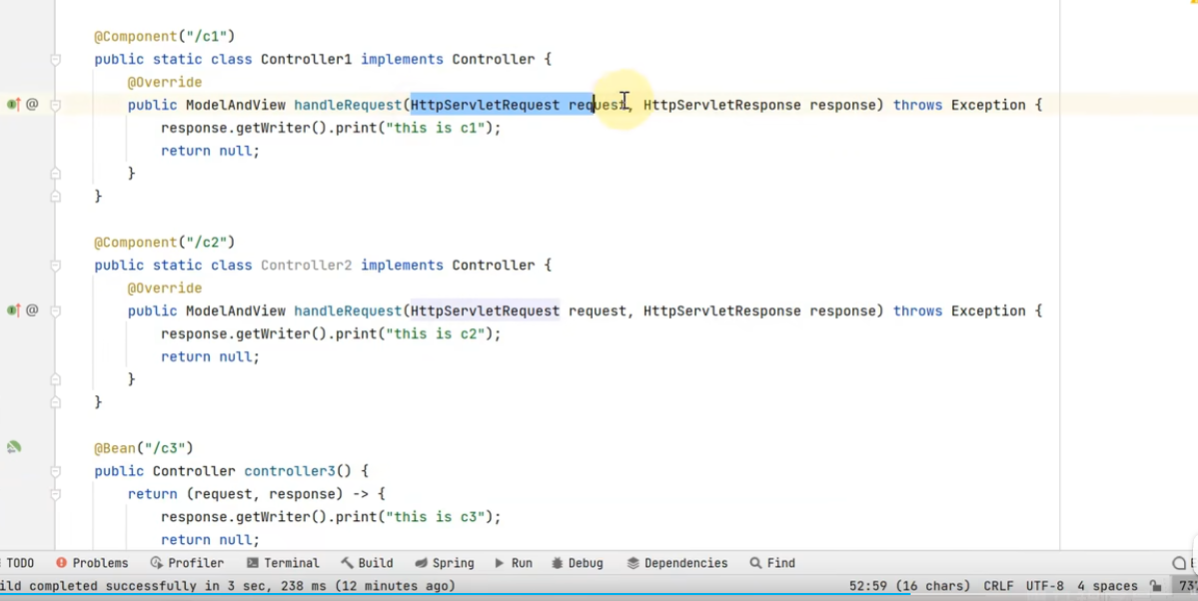 @Component("/c1")
public static class Controller1 implements Controller {
@Override
public ModelAndView handleRequest(HttpServletRequest request, HttpServletResponse response) throws Exception {
response.getWriter().print("this is c1");
return null;
}
}
@Component("/c2")
public static class Controller2 implements Controller {
@Override
public ModelAndView handleRequest(HttpServletRequest request, HttpServletResponse response) throws Exception {
response.getWriter().print("this is c2");
return null;
}
}
@Bean("/c3")
public Controller controller3() {
return (request, response) -> {
response.getWriter().print("this is c3");
return null;
TODO Problems Profiler Terminal Build Spring Run Debug Dependencies Find
ild completed successfully in 3 sec, 238 ms (12 minutes ago) 52:59 (16 chars) CRLF UTF-8 4 spaces